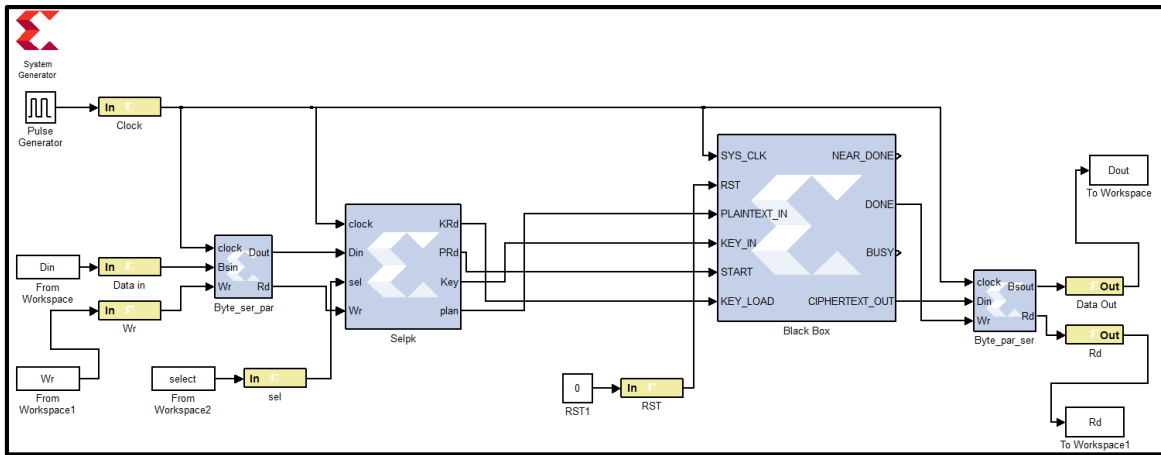 System
Generator
Pulse
Generator
In
Clock
Din
From
Workspace
In
Data in
In
Wr
Wr
From
Workspace1
clock
Bsin
Wr
Dout
Rd
Byte_ser_par
select
From
Workspace2
In
sel
clock
Din
sel
Wr
KRd
PRd
Key
plan
Selpk
0
RST1
In
RST
SYS_CLK
RST
PLAINTEXT_IN
KEY_IN
START
KEY_LOAD
NEAR_DONE
DONE
BUSY
CIPHERTEXT_OUT
Black Box
clock
Din
Wr
Bsout
Rd
Byte_par_ser
Dout
To Workspace
Out
Data Out
Out
Rd
Rd
To Workspace1